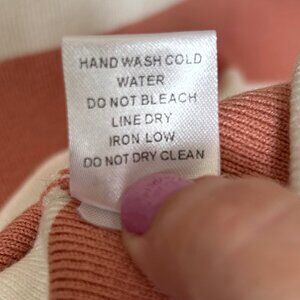 HAND WASH COLD
WATER
DO NOT BLEACH
LINE DRY
IRON LOW
DO NOT DRY CLEAN